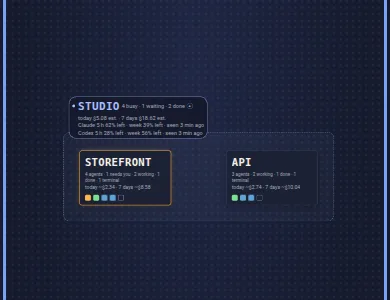 STUDIO 4 busy · 1 waiting · 2 done
today ~$5.08 est. · 7 days ~$18.62 est.
Claude 5h 62% left · week 39% left · seen 3 min ago
Codex 5h 28% left · week 56% left · seen 3 min ago
STOREFRONT
4 agents · 1 needs you · 2 working · 1
done · 1 terminal
today ~$2.34 · 7 days ~$8.58
API
3 agents · 2 working · 1 done · 1
terminal
today ~$2.74 · 7 days ~$10.04